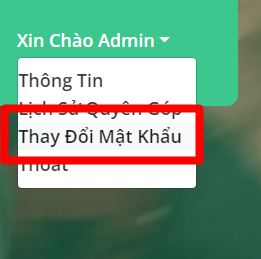 Xin Chào Admin
Thông Tin
Lịch Sử Quyên Góp
Thay Đổi Mật Khẩu
Thoát